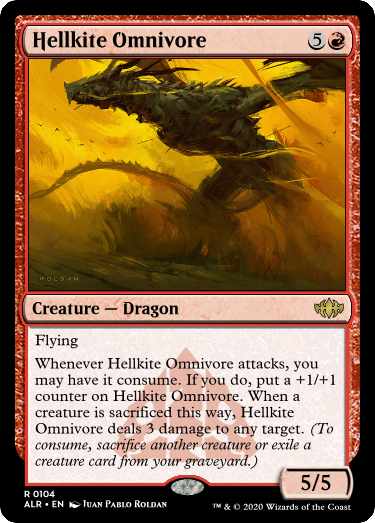 Hellkite Omnivore 5
ROLDAN
Creature — Dragon
Flying
Whenever Hellkite Omnivore attacks, you
may have it consume. If you do, put a +1/+1
counter on Hellkite Omnivore. When a
creature is sacrificed this way, Hellkite
Omnivore deals 3 damage to any target. (To
consume, sacrifice another creature or exile
a creature card from your graveyard.)
5/5
R 0104
ALR • EN Juan Pablo Roldan
™ & © 2020 Wizards of the Coast